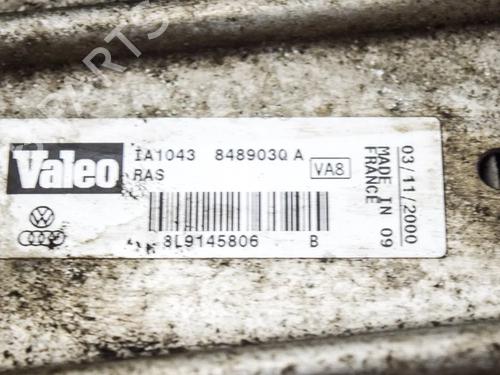 Valeo
IA1043 848903Q A
RAS
VA8
8L9145806 B
MADE IN 09
FRANCE
03/11/2000